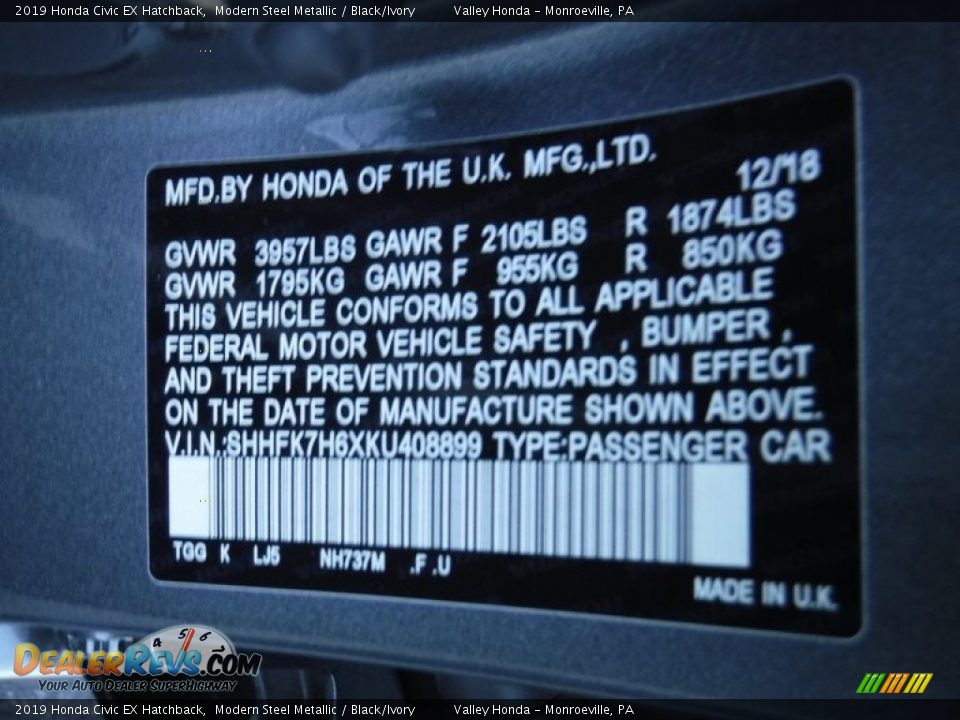 2019 Honda Civic EX Hatchback, Modern Steel Metallic / Black/Ivory Valley Honda - Monroeville, PA
MFD.BY HONDA OF THE U.K. MFG.,LTD.
12/18
GVWR 3957LBS GAWR F 2105LBS R 1874LBS
GVWR 1795KG GAWR F 955KG R 850KG
THIS VEHICLE CONFORMS TO ALL APPLICABLE
FEDERAL MOTOR VEHICLE SAFETY , BUMPER ,
AND THEFT PREVENTION STANDARDS IN EFFECT
ON THE DATE OF MANUFACTURE SHOWN ABOVE.
V.I.N.:SHHFK7H6XKU408899 TYPE:PASSENGER CAR
TGG K LJ5 NH737M .F .U
MADE IN U.K.
4 5 6
DEALERREVS.COM
YOUR AUTO DEALER SUPERHIGHWAY
2019 Honda Civic EX Hatchback, Modern Steel Metallic / Black/Ivory Valley Honda - Monroeville, PA